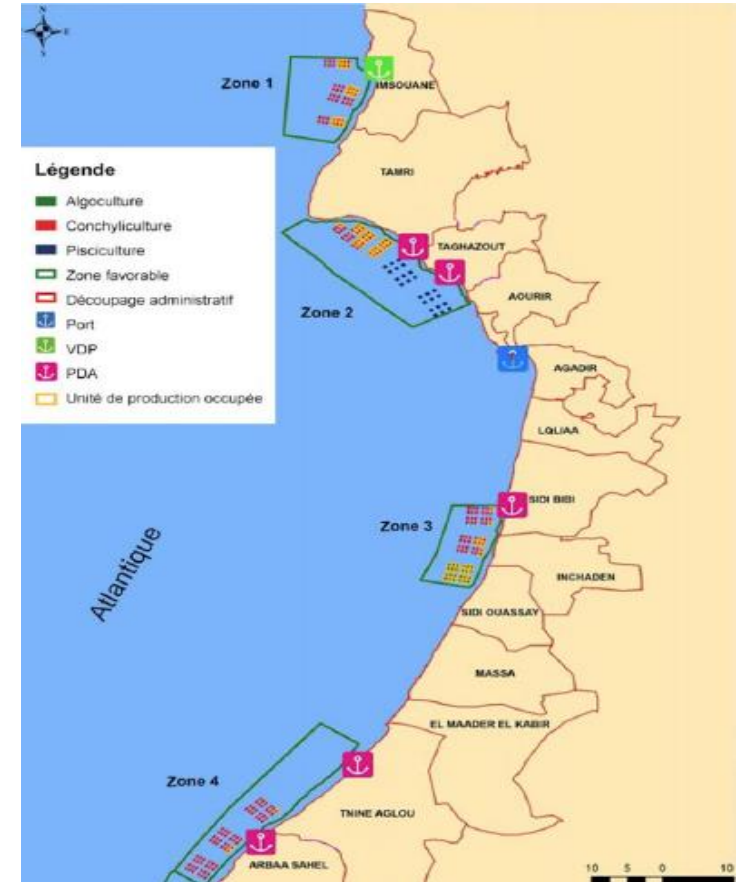 N
E
S
Zone 1
IMSOUANE
Légende
Algoculture
Conchyliculture
Pisciculture
Zone favorable
Découpage administratif
Port
VDP
PDA
Unité de production occupée
TAMRI
TAGHAZOUT
AOURIR
Zone 2
AGADIR
LQLIAA
SIDI BIBI
Zone 3
INCHADEN
Atlantique
SIDI OUASSAY
MASSA
EL MAADER EL KABIR
Zone 4
TNINE AGLOU
ARBAA SAHEL
10 5 0 10